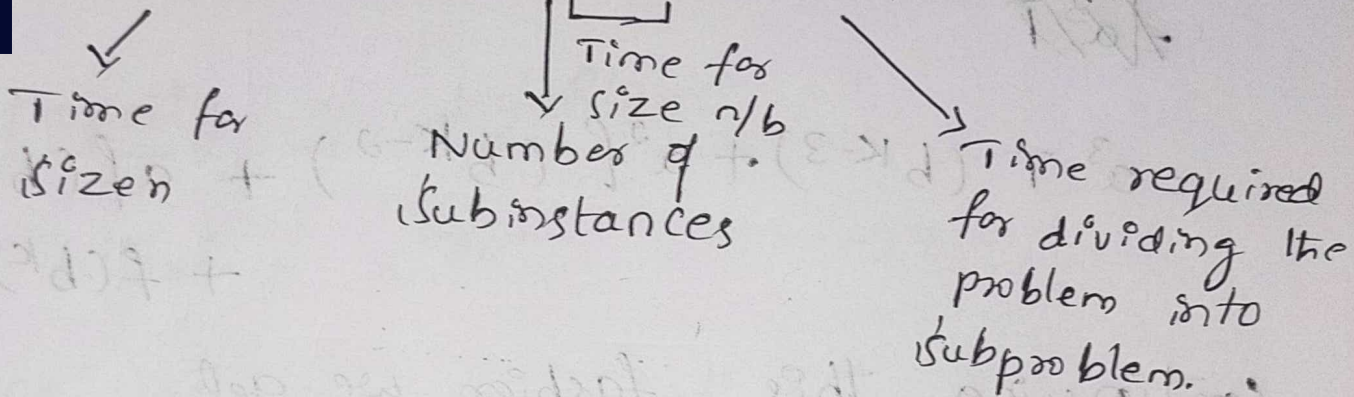 Time for
size n
Time for
size n/b
Number of .
Subinstances
Time required
for dividing the
problem into
subproblem. .